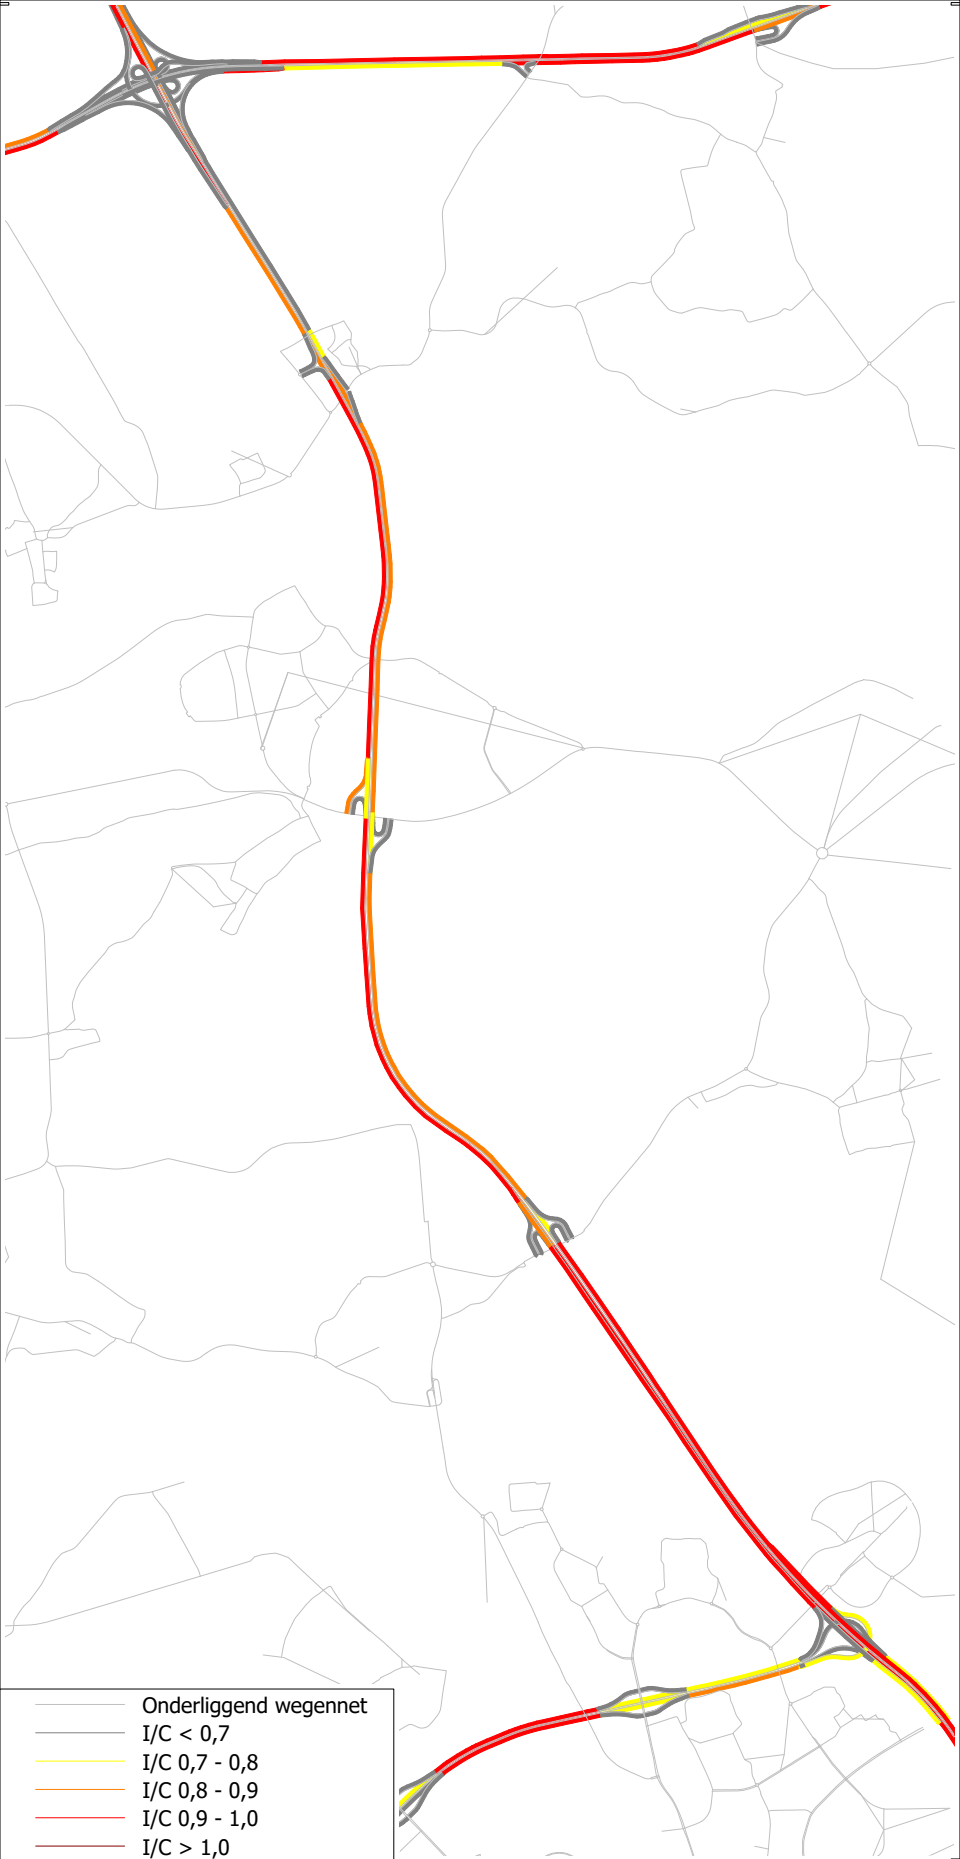 Onderliggend wegennet
I/C < 0,7
I/C 0,7 - 0,8
I/C 0,8 - 0,9
I/C 0,9 - 1,0
I/C > 1,0